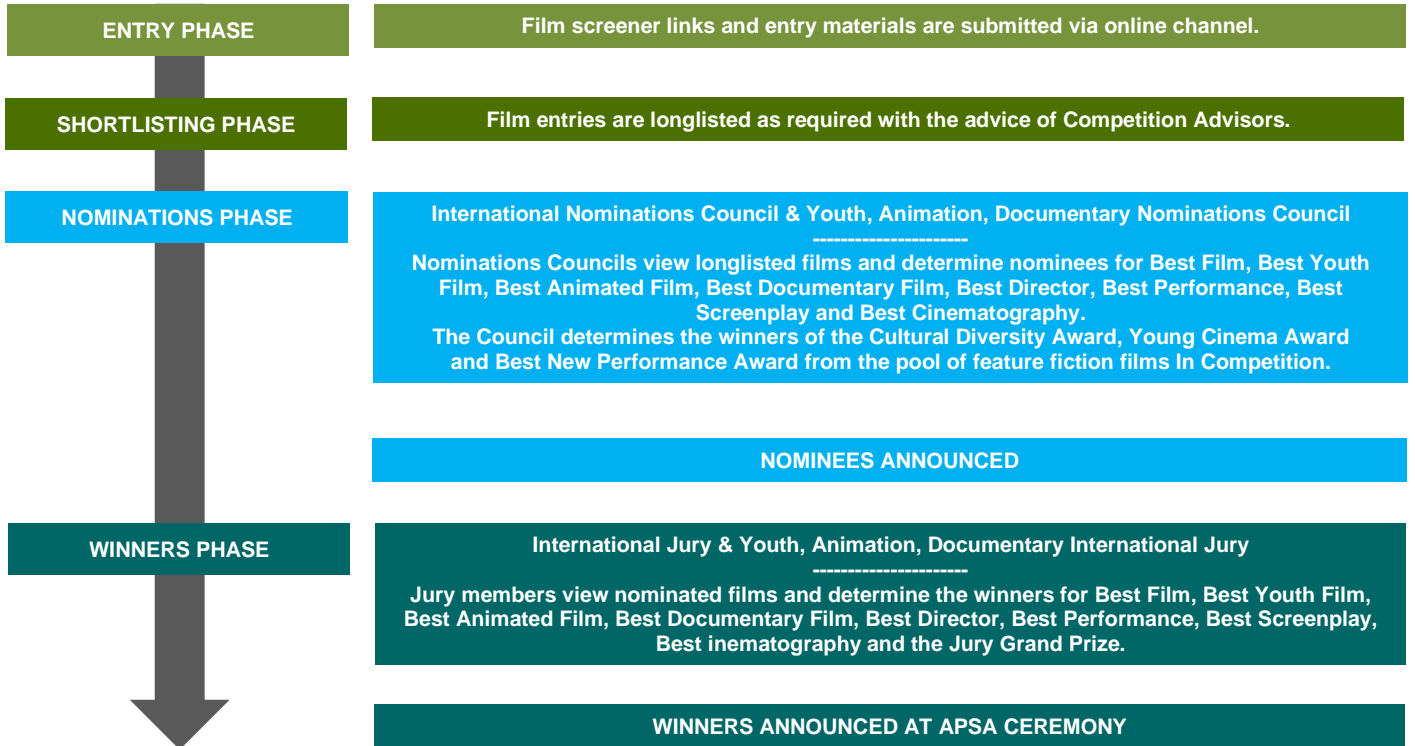 ENTRY PHASE
Film screener links and entry materials are submitted via online channel.
SHORTLISTING PHASE
Film entries are longlisted as required with the advice of Competition Advisors.
NOMINATIONS PHASE
International Nominations Council & Youth, Animation, Documentary Nominations Council
----------------------
Nominations Councils view longlisted films and determine nominees for Best Film, Best Youth
Film, Best Animated Film, Best Documentary Film, Best Director, Best Performance, Best
Screenplay and Best Cinematography.
The Council determines the winners of the Cultural Diversity Award, Young Cinema Award
and Best New Performance Award from the pool of feature fiction films In Competition.
NOMINEES ANNOUNCED
WINNERS PHASE
International Jury & Youth, Animation, Documentary International Jury
----------------------
Jury members view nominated films and determine the winners for Best Film, Best Youth Film,
Best Animated Film, Best Documentary Film, Best Director, Best Performance, Best Screenplay,
Best inematography and the Jury Grand Prize.
WINNERS ANNOUNCED AT APSA CEREMONY